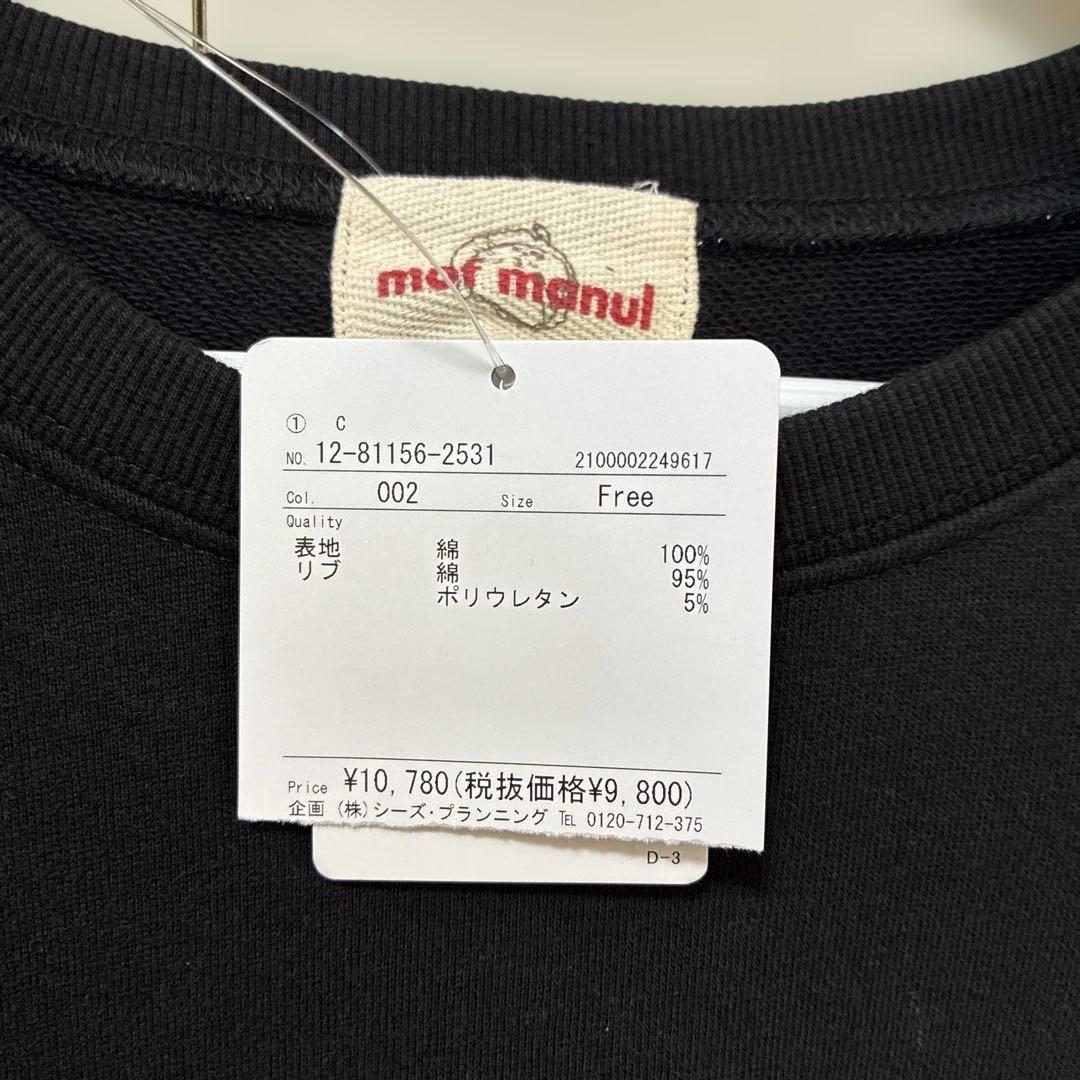 maf manul
① C
NO. 12-81156-2531 2100002249617
Col. 002 Size Free
Quality
表地 綿 100%
リブ 綿 95%
ポリウレタン 5%
Price ¥10,780(税抜価格¥9,800)
企画 (株)シーズ・プランニング ℡ 0120-712-375
D-3